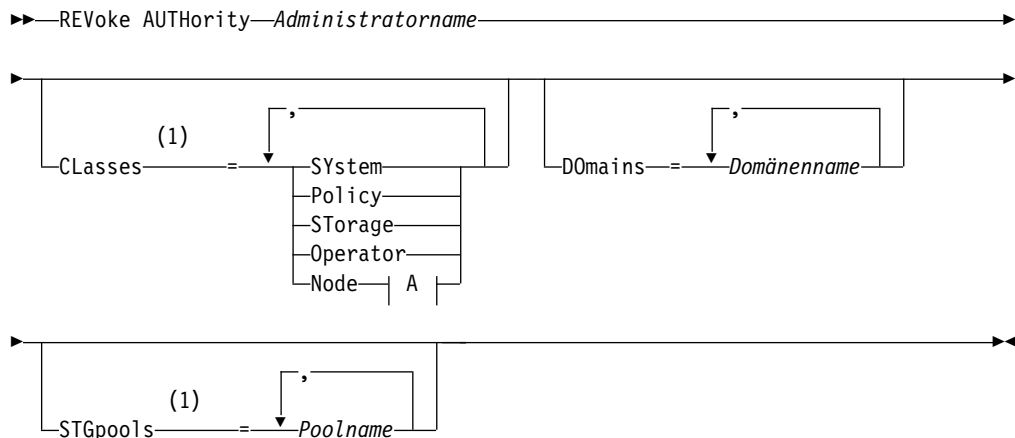 REVoke AUTHority Administratorname
,
,
(1)
CLasses = SYstem
DOmains = Domänenname
Policy
STorage
Operator
Node A
,
(1)
STGpools = Poolname